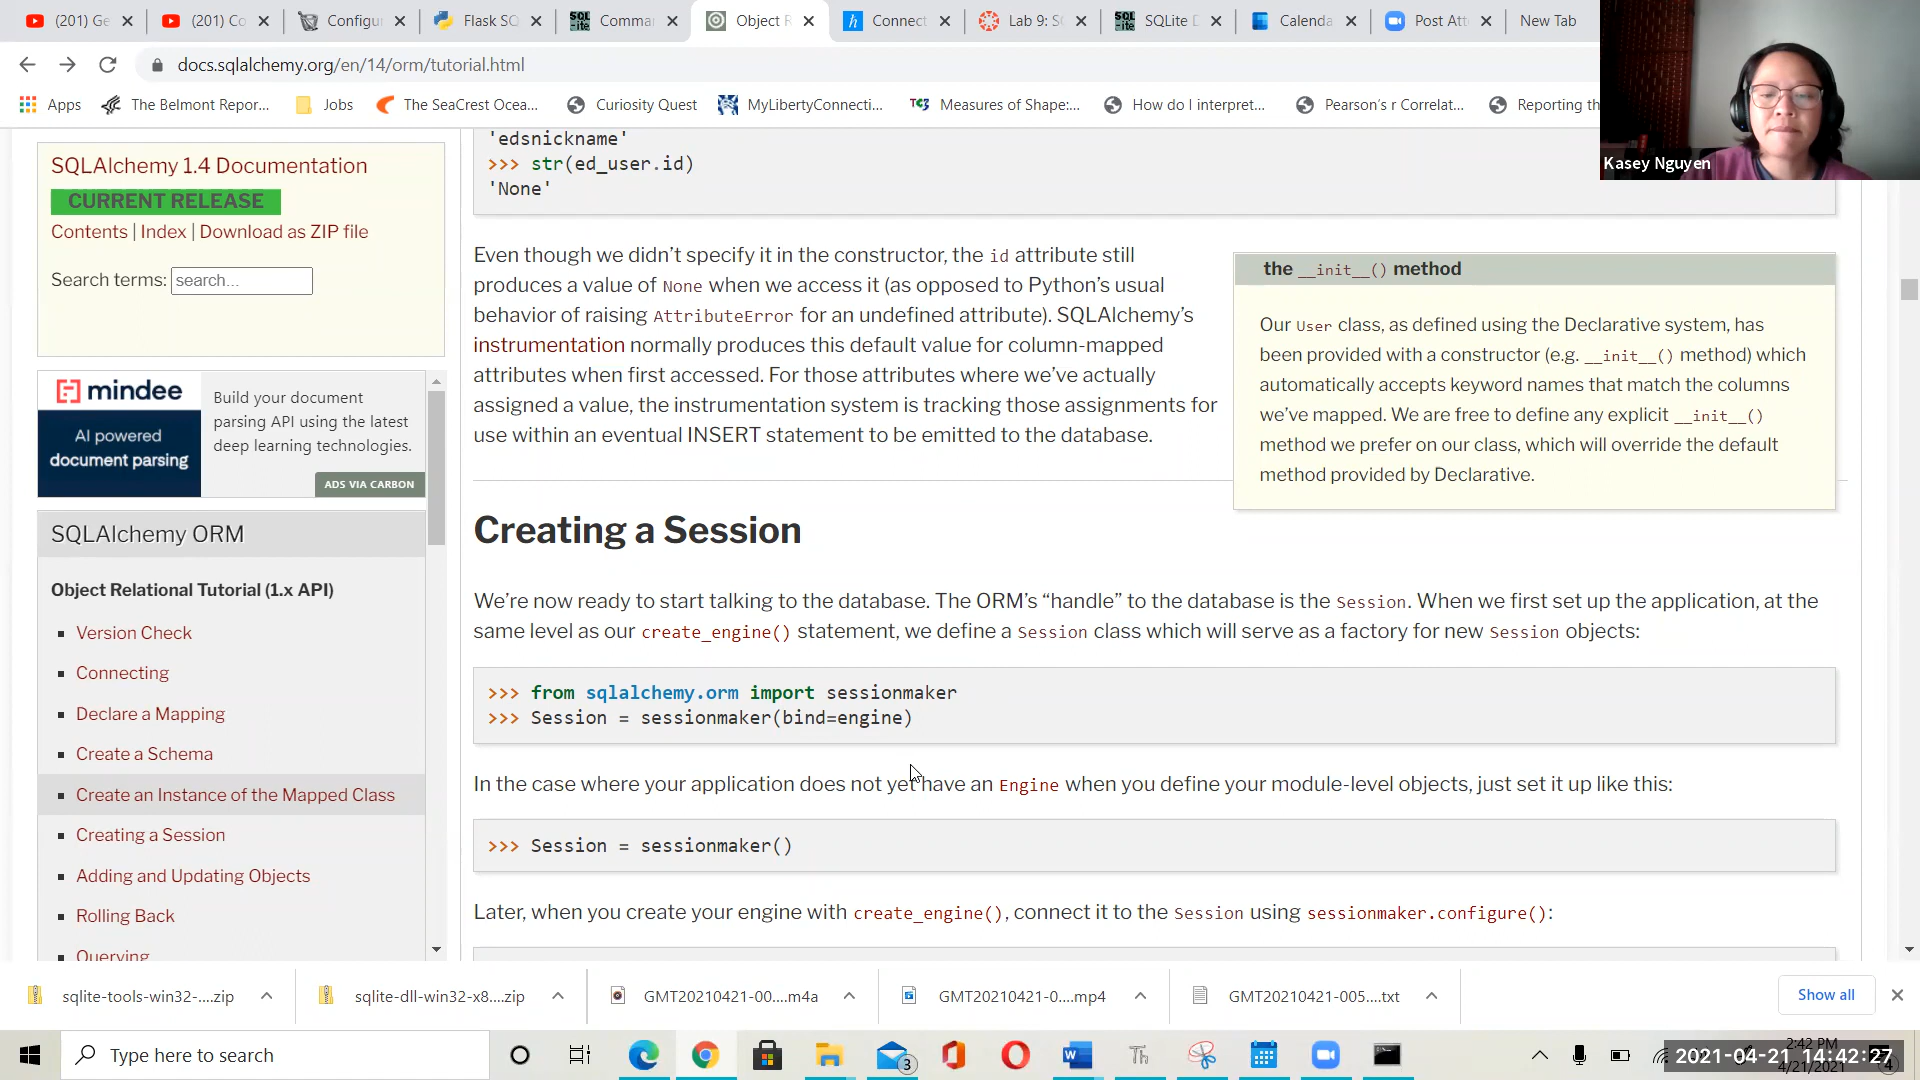 (201) Ge
(201) Co
Configu
Flask SQ
Comma
Object R
Connect
Lab 9: S
SQLite D
Calenda
Post Att
New Tab
docs.sqlalchemy.org/en/14/orm/tutorial.html
Apps
The Belmont Repor...
Jobs
The SeaCrest Ocea...
Curiosity Quest
MyLibertyConnecti...
Measures of Shape:...
How do I interpret...
Pearson's r Correlat...
Reporting th
Kasey Nguyen
SQLAlchemy 1.4 Documentation
CURRENT RELEASE
Contents | Index | Download as ZIP file
Search terms: search...
mindee
AI powered
document parsing
Build your document
parsing API using the latest
deep learning technologies.
ADS VIA CARBON
SQLAlchemy ORM
Object Relational Tutorial (1.x API)
Version Check
Connecting
Declare a Mapping
Create a Schema
Create an Instance of the Mapped Class
Creating a Session
Adding and Updating Objects
Rolling Back
Querying
'edsnickname'
>>> str(ed_user.id)
'None'
Even though we didn't specify it in the constructor, the id attribute still
produces a value of None when we access it (as opposed to Python's usual
behavior of raising AttributeError for an undefined attribute). SQLAlchemy's
instrumentation normally produces this default value for column-mapped
attributes when first accessed. For those attributes where we've actually
assigned a value, the instrumentation system is tracking those assignments for
use within an eventual INSERT statement to be emitted to the database.
the __init__() method
Our User class, as defined using the Declarative system, has
been provided with a constructor (e.g. __init__() method) which
automatically accepts keyword names that match the columns
we've mapped. We are free to define any explicit __init__()
method we prefer on our class, which will override the default
method provided by Declarative.
Creating a Session
We're now ready to start talking to the database. The ORM's “handle” to the database is the Session. When we first set up the application, at the
same level as our create_engine() statement, we define a Session class which will serve as a factory for new Session objects:
>>> from sqlalchemy.orm import sessionmaker
>>> Session = sessionmaker(bind=engine)
In the case where your application does not yet have an Engine when you define your module-level objects, just set it up like this:
>>> Session = sessionmaker()
Later, when you create your engine with create_engine(), connect it to the Session using sessionmaker.configure():
sqlite-tools-win32-....zip
sqlite-dll-win32-x8....zip
GMT20210421-00....m4a
GMT20210421-0....mp4
GMT20210421-005....txt
Show all
Type here to search
3
2:42 PM
2021-04-21 14:42:27
4/21/2021
4